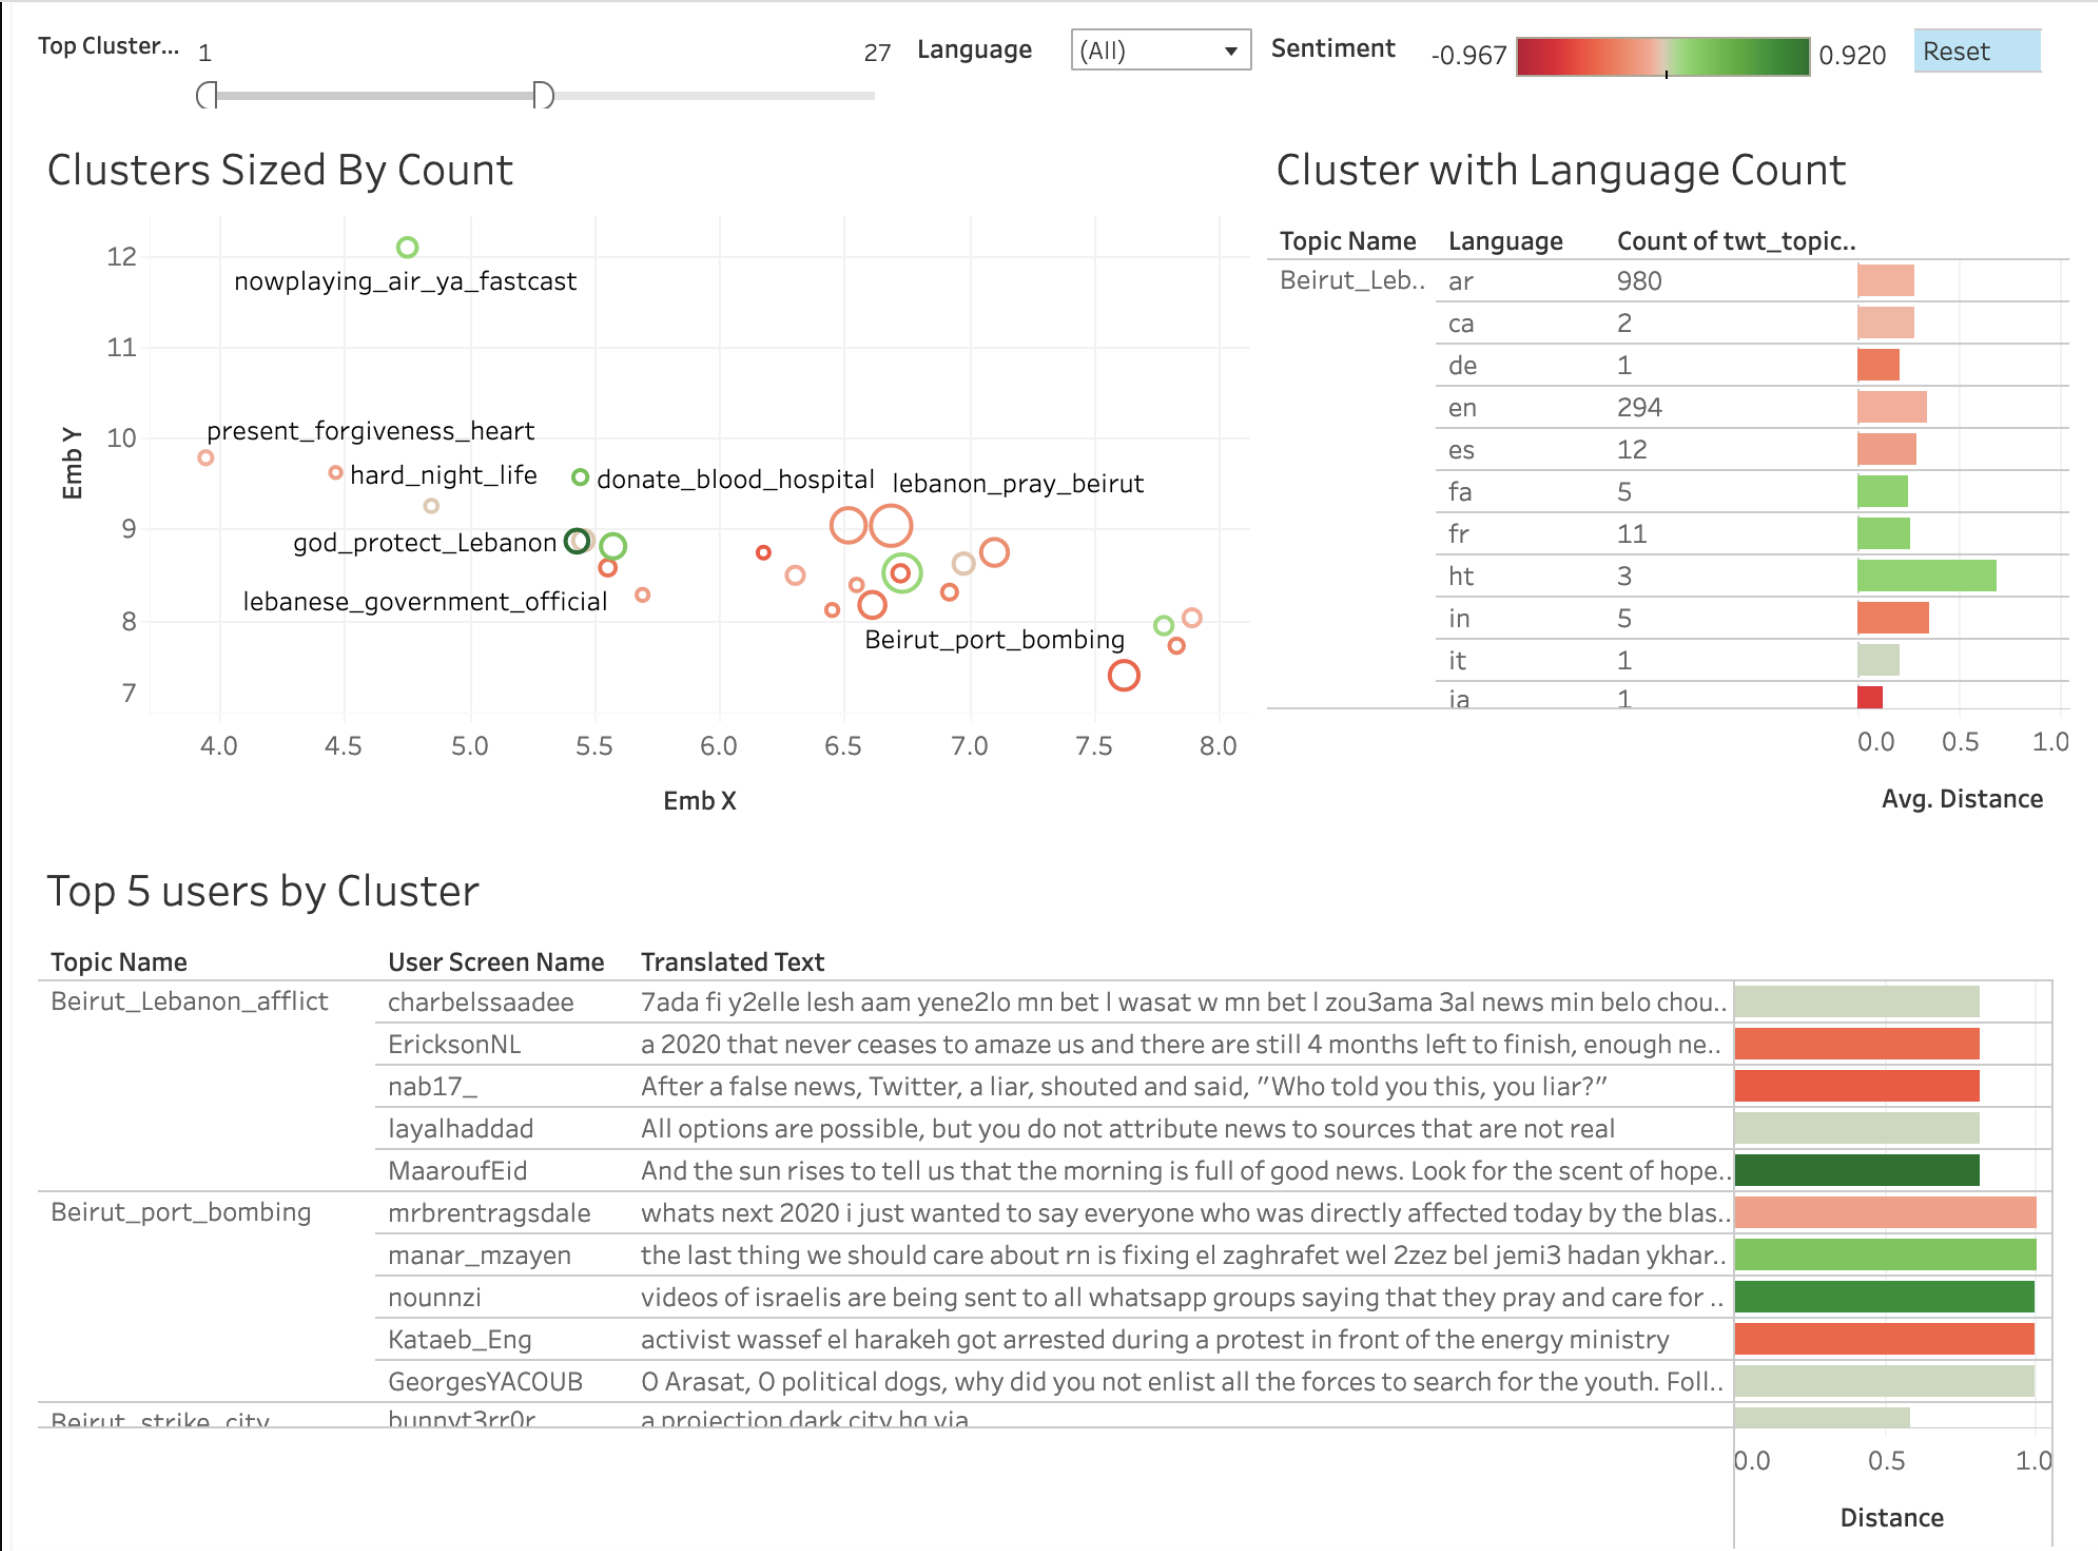 Top Cluster... 1 27 Language (All) Sentiment -0.967 0.920 Reset
Clusters Sized By Count
12
11
10
9
8
7
Emb Y
nowplaying_air_ya_fastcast
present_forgiveness_heart
hard_night_life
donate_blood_hospital
lebanon_pray_beirut
god_protect_Lebanon
lebanese_government_official
Beirut_port_bombing
4.0 4.5 5.0 5.5 6.0 6.5 7.0 7.5 8.0
Emb X
Cluster with Language Count
Topic Name Language Count of twt_topic..
Beirut_Leb.. ar 980
ca 2
de 1
en 294
es 12
fa 5
fr 11
ht 3
in 5
it 1
ja 1
0.0 0.5 1.0
Avg. Distance
Top 5 users by Cluster
Topic Name User Screen Name Translated Text
Beirut_Lebanon_afflict charbelssaadee 7ada fi y2elle lesh aam yene2lo mn bet l wasat w mn bet l zou3ama 3al news min belo chou..
EricksonNL a 2020 that never ceases to amaze us and there are still 4 months left to finish, enough ne..
nab17_ After a false news, Twitter, a liar, shouted and said, "Who told you this, you liar?"
layalhaddad All options are possible, but you do not attribute news to sources that are not real
MaaroufEid And the sun rises to tell us that the morning is full of good news. Look for the scent of hope..
Beirut_port_bombing mrbrentragsdale whats next 2020 i just wanted to say everyone who was directly affected today by the blas..
manar_mzayen the last thing we should care about rn is fixing el zaghrafet wel 2zez bel jemi3 hadan ykhar..
nounnzi videos of israelis are being sent to all whatsapp groups saying that they pray and care for ..
Kataeb_Eng activist wassef el harakeh got arrested during a protest in front of the energy ministry
GeorgesYACOUB O Arasat, O political dogs, why did you not enlist all the forces to search for the youth. Foll..
Beirut_strike_city bunnyt3rr0r a projection dark city hq via
0.0 0.5 1.0
Distance